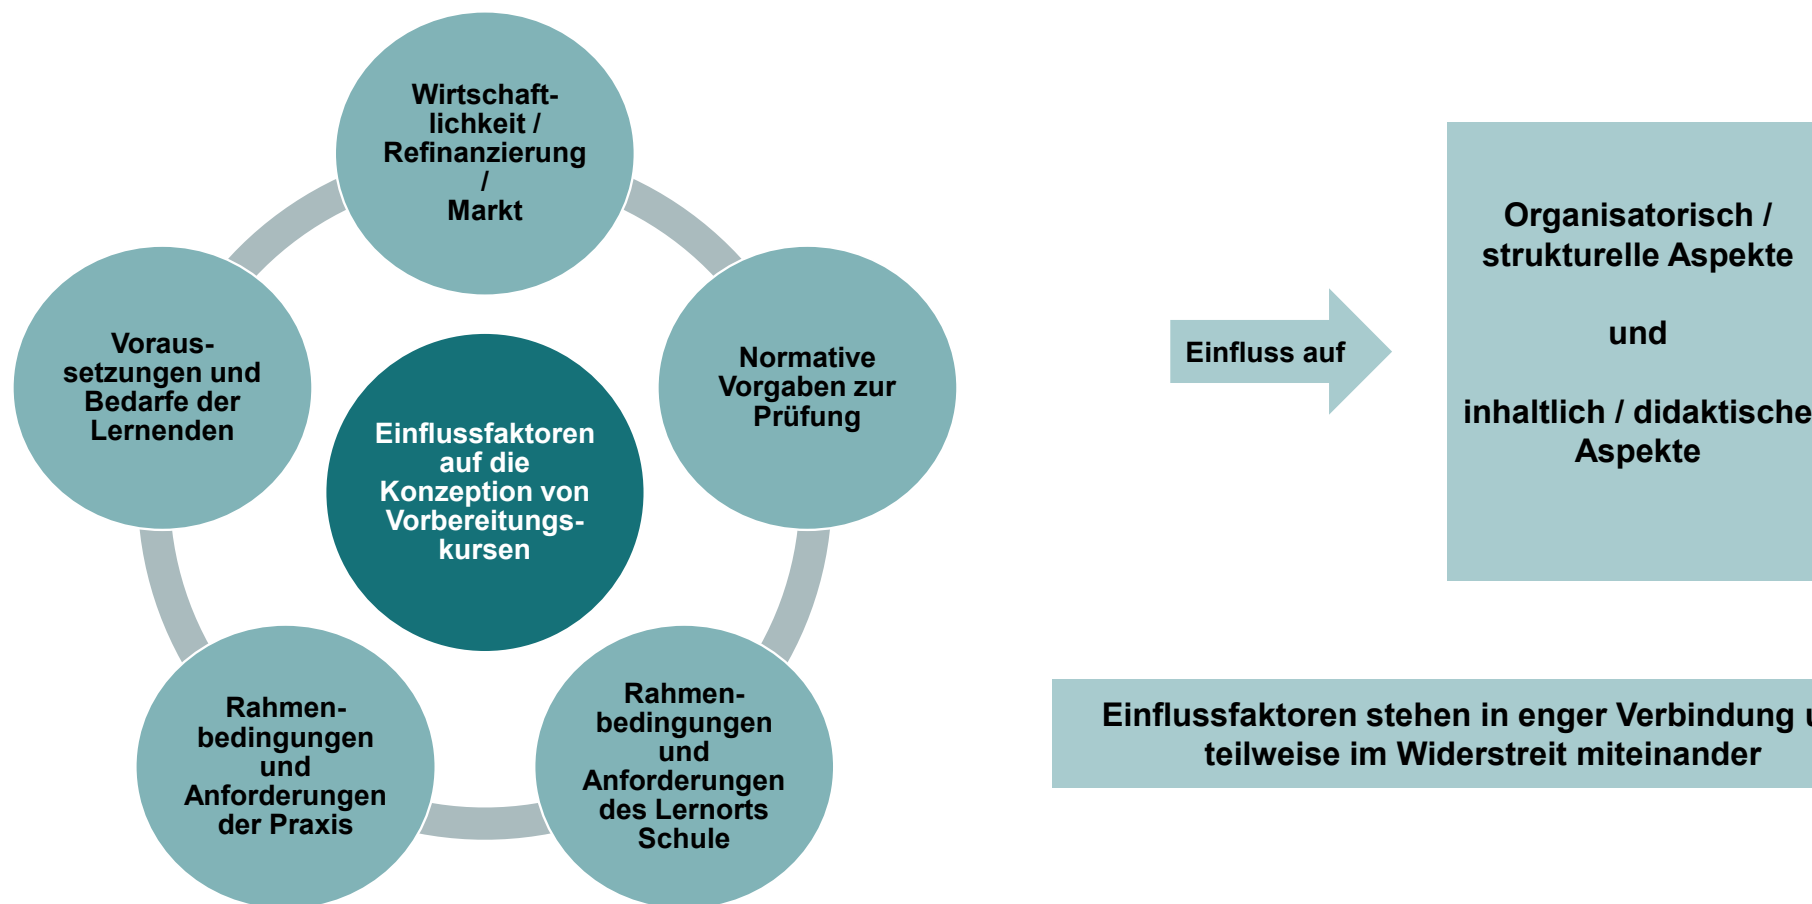 Wirtschaft-
lichkeit /
Refinanzierung
/
Markt
Normative
Vorgaben zur
Prüfung
Rahmen-
bedingungen
und
Anforderungen
des Lernorts
Schule
Rahmen-
bedingungen
und
Anforderungen
der Praxis
Voraus-
setzungen und
Bedarfe der
Lernenden
Einflussfaktoren
auf die
Konzeption von
Vorbereitungs-
kursen
Einfluss auf
Organisatorisch /
strukturelle Aspekte
und
inhaltlich / didaktische
Aspekte
Einflussfaktoren stehen in enger Verbindung
teilweise im Widerstreit miteinander